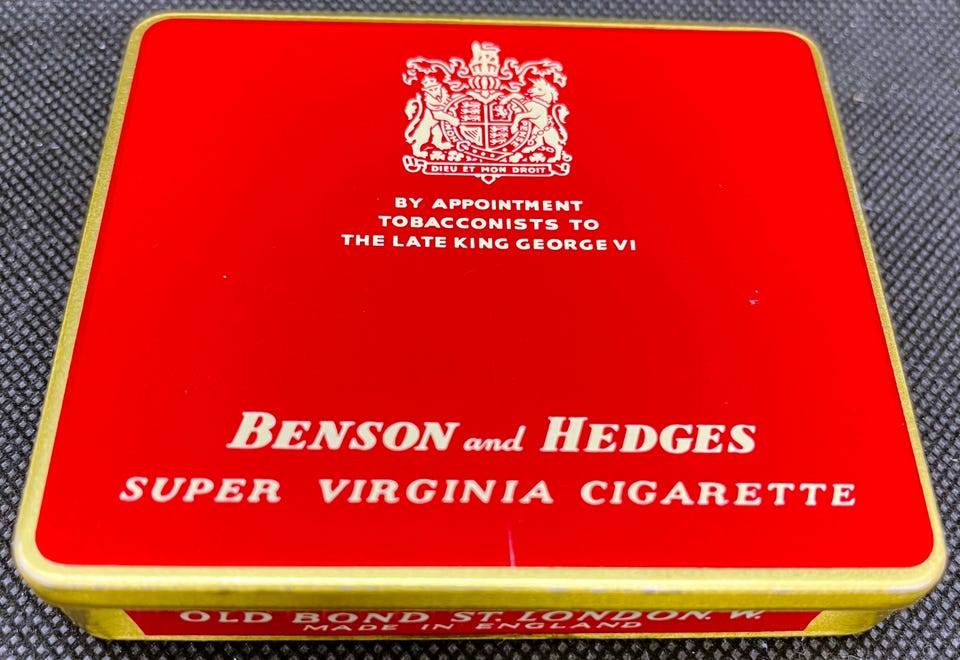 DIEU ET MON DROIT
BY APPOINTMENT
TOBACCONISTS TO
THE LATE KING GEORGE VI
BENSON and HEDGES
SUPER VIRGINIA CIGARETTE
OLD BOND ST. LONDON. W.
MADE IN ENGLAND